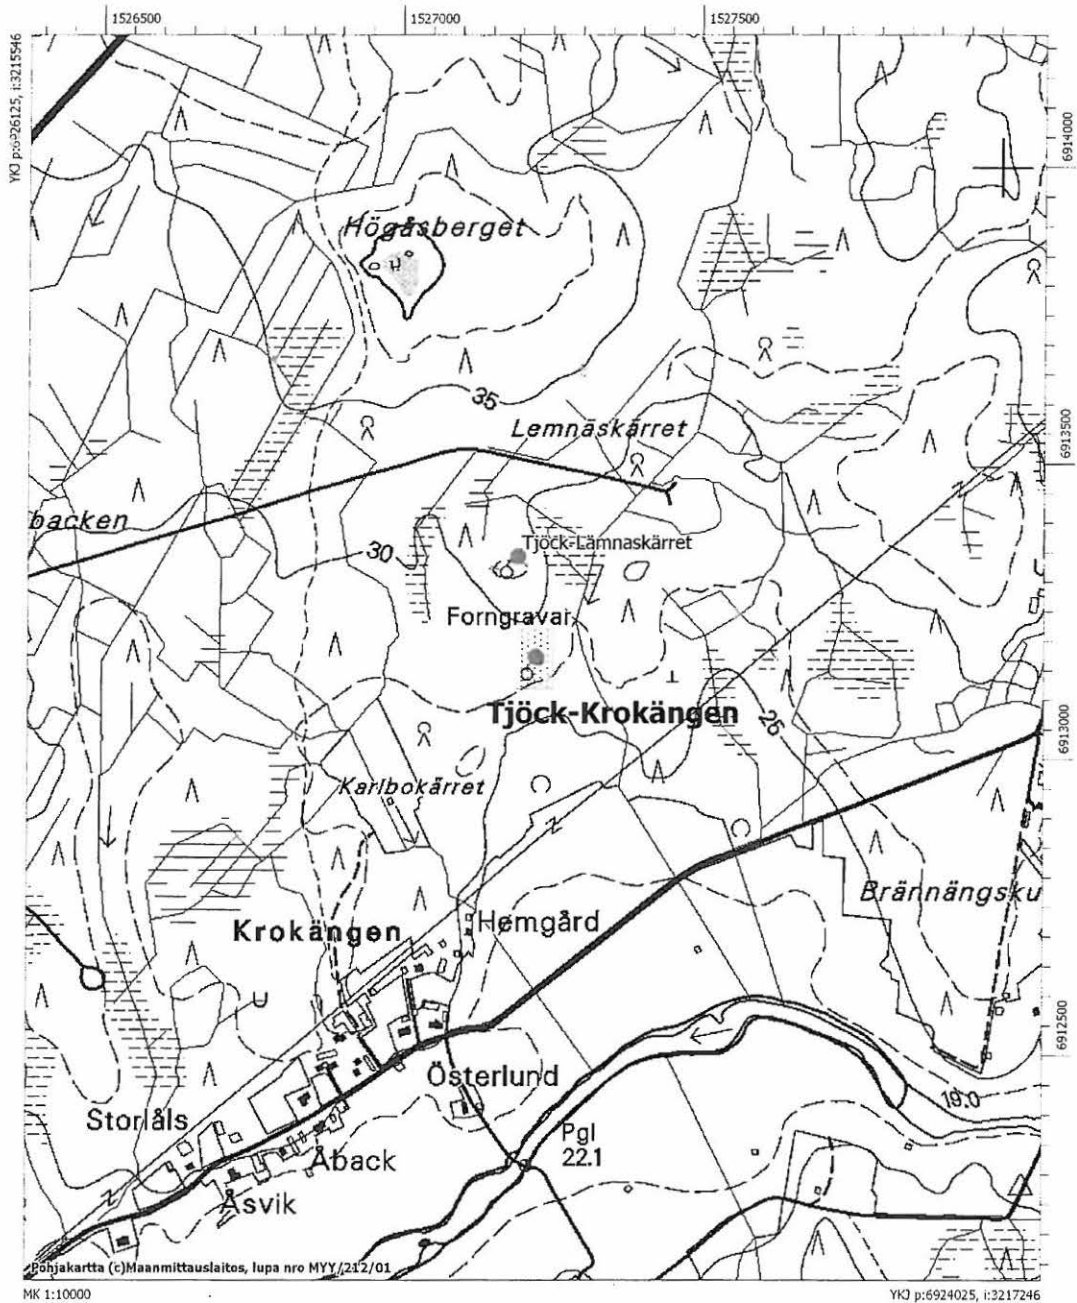 1526500
1527000
1527500
YKJ p:6926125, i:3215546
6914000
Högåsberget
35
Lemnäskärret
6913500
backen
30
Tjöck-Lämnaskärret
Forngravar
Tjöck-Krokängen
25
6913000
Karlbokärret
Brännängsku
Krokängen
Hemgård
6912500
Österlund
19.0
Storlåls
Pgl
22.1
Åback
Åsvik
Pohjakartta (c)Maanmittauslaitos, lupa nro MYY/212/01
MK 1:10000
YKJ p:6924025, i:3217246